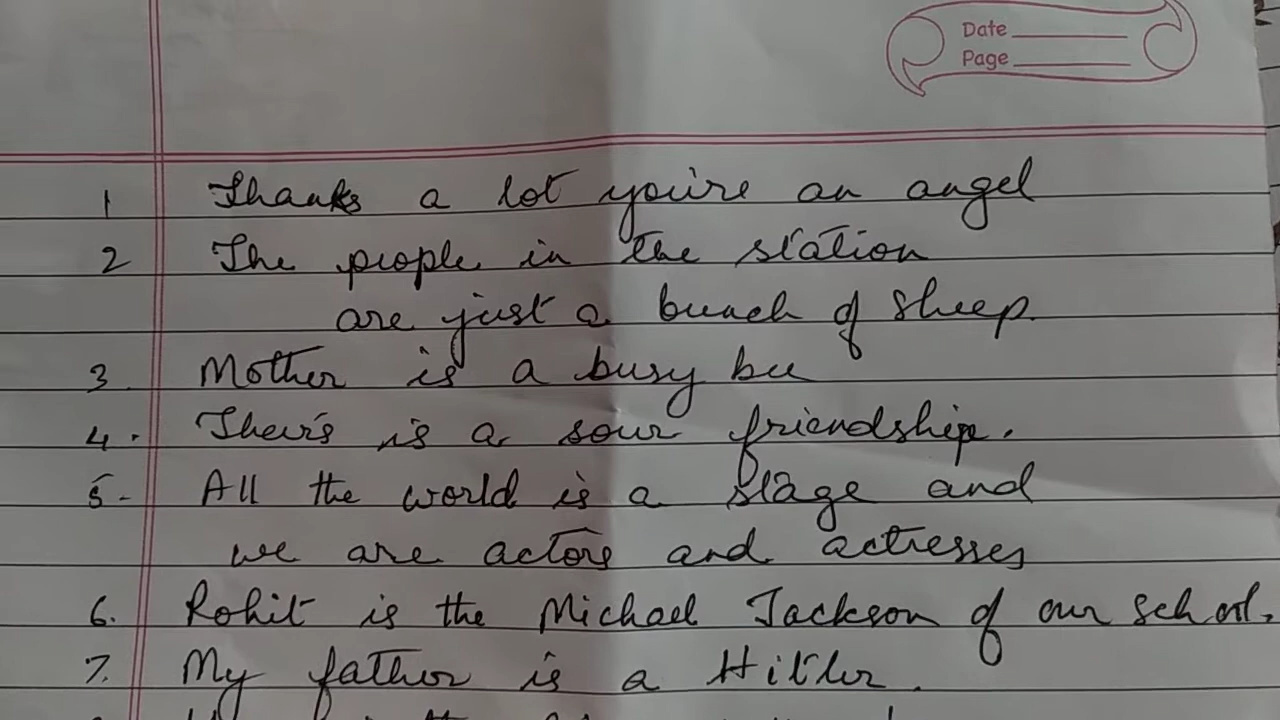 Date
Page
1 Thanks a lot you're an angel
2 The people in the station
are just a bunch of sheep.
3. Mother is a busy bee
4. Their's is a sour friendship.
5- All the world is a stage and
we are actors and actresses
6. Rohit is the Michael Jackson of our school.
7. My father is a Hitler.